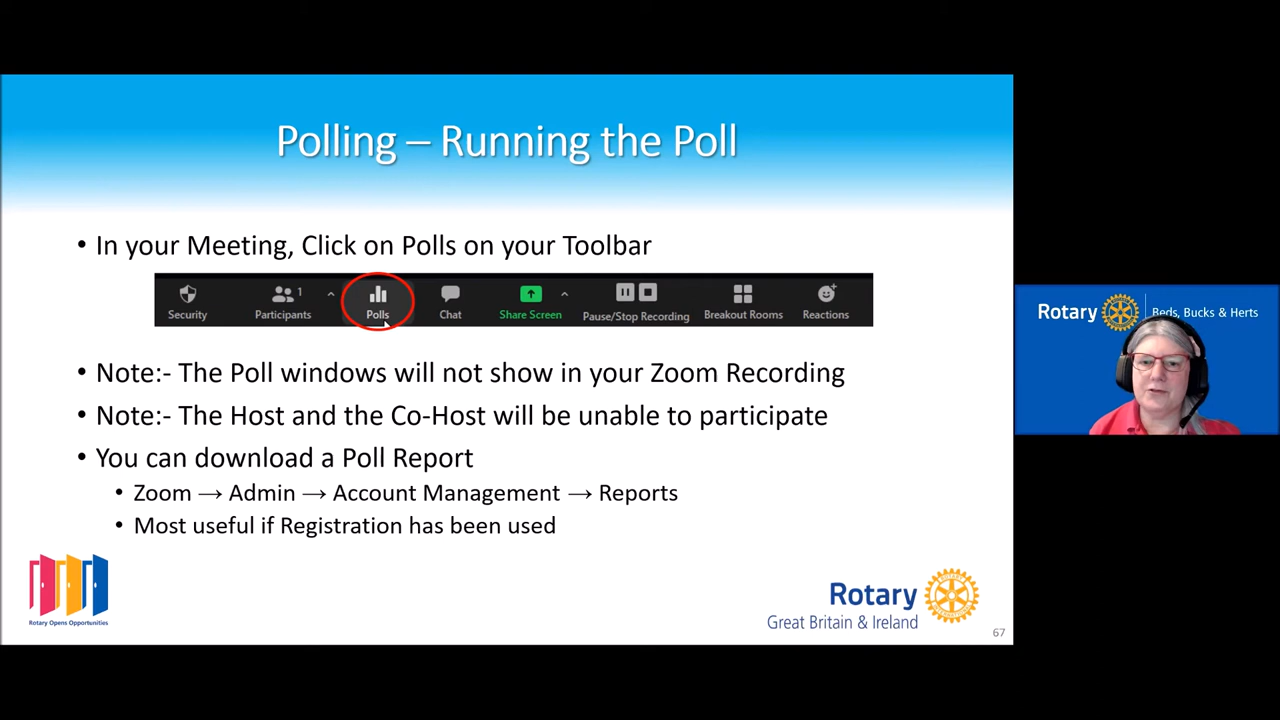 Polling – Running the Poll
• In your Meeting, Click on Polls on your Toolbar
1
Security Participants Polls Chat Share Screen Pause/Stop Recording Breakout Rooms Reactions
• Note:- The Poll windows will not show in your Zoom Recording
• Note:- The Host and the Co-Host will be unable to participate
• You can download a Poll Report
• Zoom → Admin → Account Management → Reports
• Most useful if Registration has been used
Rotary Opens Opportunities
Rotary
Great Britain & Ireland
67
Rotary Beds, Bucks & Herts